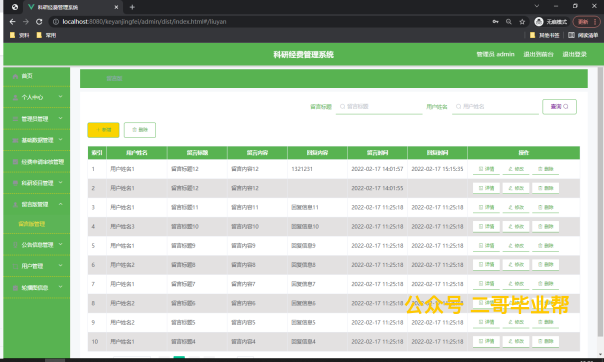 科研经费管理系统
localhost:8080/keyanjingfei/admin/dist/index.html#/liuyan
无痕模式
更新
资料 常用 其他书签 阅读清单
科研经费管理系统 管理员 admin 退出到前台 退出登录
首页
个人中心
管理员管理
基础数据管理
经费申请审核管理
科研项目管理
留言板管理
留言板管理
公告信息管理
用户管理
轮播图信息
留言标题 留言标题 用户姓名 用户姓名 查询
+ 新增 删除
索引 用户姓名 留言标题 留言内容 回复内容 留言时间 回复时间 操作
1 用户姓名1 留言标题12 留言内容12 1321231 2022-02-17 14:01:57 2022-02-17 15:15:35 详情 修改 删除
2 用户姓名1 留言标题12 留言内容12 2022-02-17 14:01:55 详情 修改 删除
3 用户姓名1 留言标题11 留言内容11 回复信息11 2022-02-17 11:25:18 2022-02-17 11:25:18 详情 修改 删除
4 用户姓名1 留言标题10 留言内容10 回复信息10 2022-02-17 11:25:18 2022-02-17 11:25:18 详情 修改 删除
5 用户姓名1 留言标题9 留言内容9 回复信息9 2022-02-17 11:25:18 2022-02-17 11:25:18 详情 修改 删除
6 用户姓名2 留言标题8 留言内容8 回复信息8 2022-02-17 11:25:18 2022-02-17 11:25:18 详情 修改 删除
7 用户姓名1 留言标题7 留言内容7 回复信息7 2022-02-17 11:25:18 2022-02-17 11:25:18 详情 修改 删除
8 用户姓名2 留言标题6 留言内容6 回复信息6 2022-02-17 11:25:18 2022-02-17 11:25:18 详情 修改 删除
9 用户姓名2 留言标题5 留言内容5 回复信息5 2022-02-17 11:25:18 2022-02-17 11:25:18 详情 修改 删除
10 用户姓名2 留言标题4 留言内容4 回复信息4 2022-02-17 11:25:18 2022-02-17 11:25:18 详情 修改 删除
公众号 二哥毕业帮